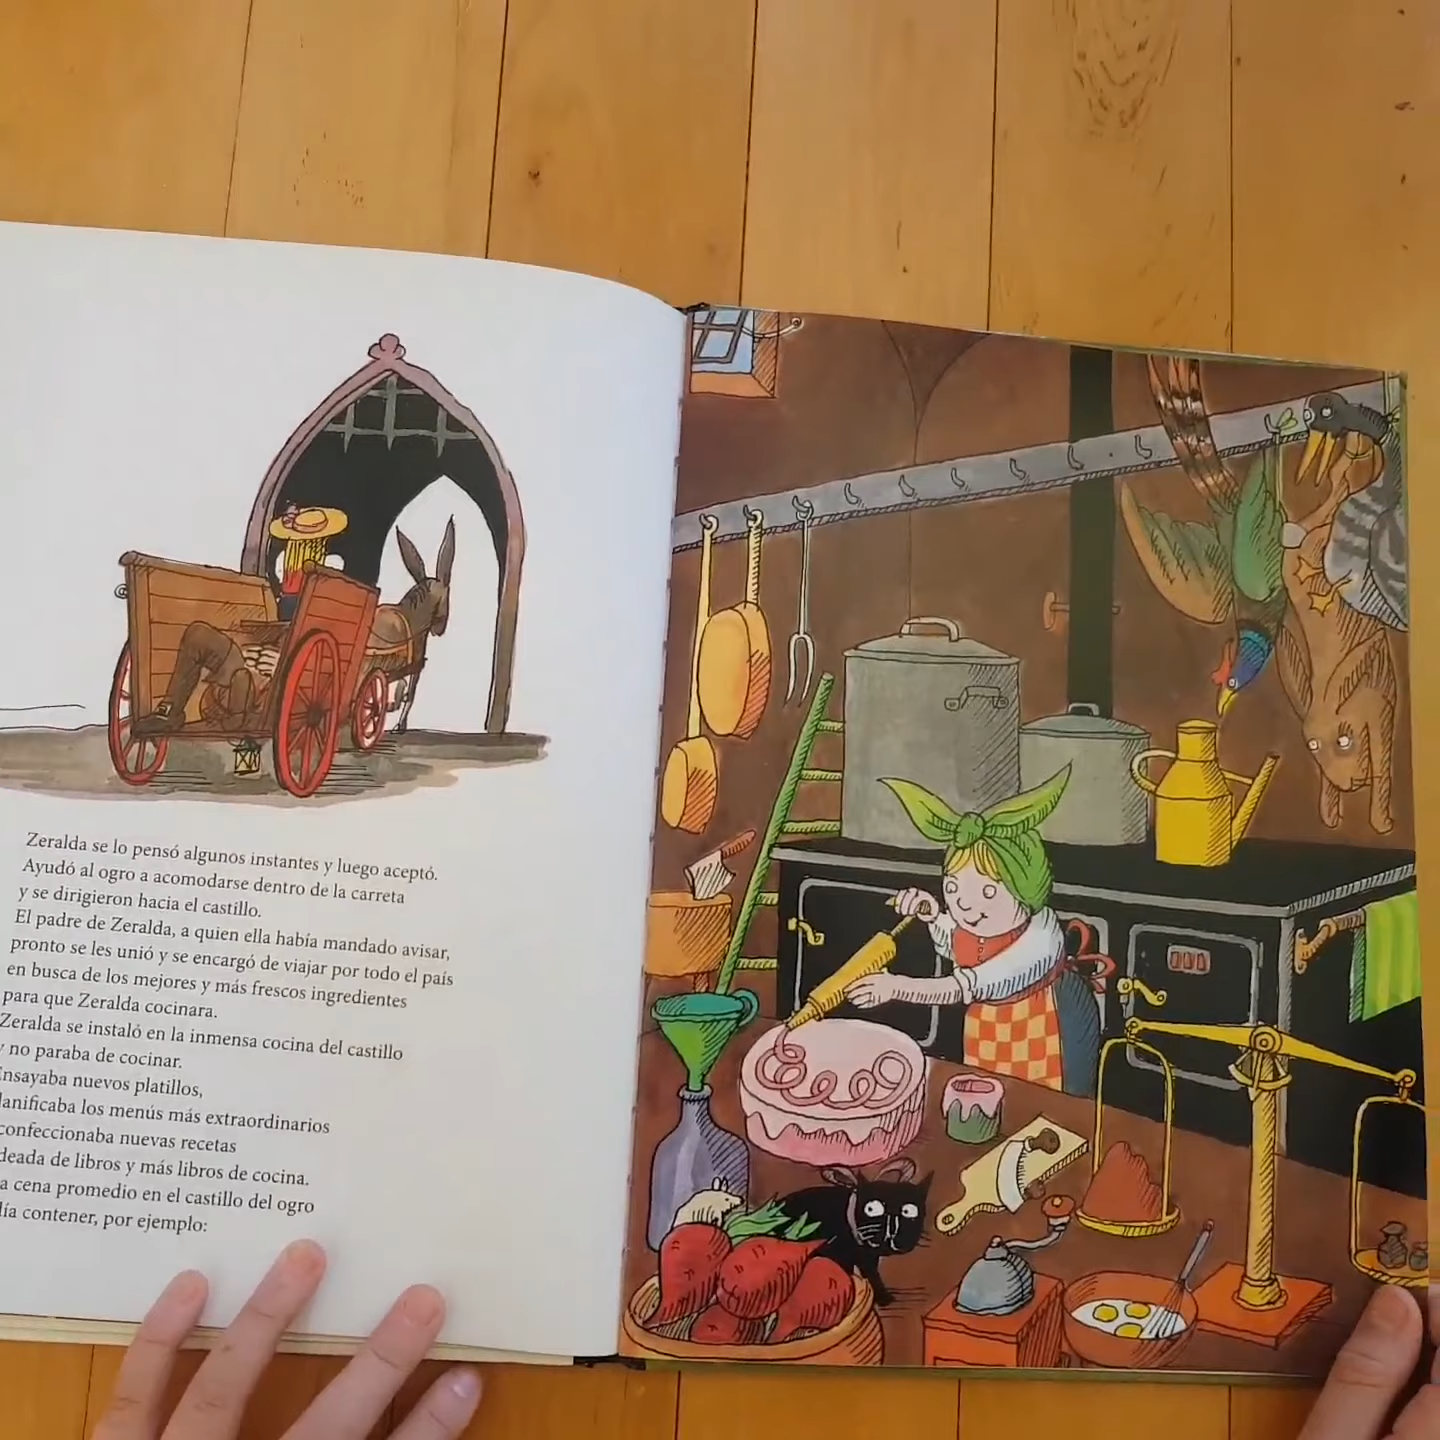 Zeralda se lo pensó algunos instantes y luego aceptó.
Ayudó al ogro a acomodarse dentro de la carreta
y se dirigieron hacia el castillo.
El padre de Zeralda, a quien ella había mandado avisar,
pronto se les unió y se encargó de viajar por todo el país
en busca de los mejores y más frescos ingredientes
para que Zeralda cocinara.
Zeralda se instaló en la inmensa cocina del castillo
y no paraba de cocinar.
Ensayaba nuevos platillos,
lanificaba los menús más extraordinarios
confeccionaba nuevas recetas
deada de libros y más libros de cocina.
a cena promedio en el castillo del ogro
día contener, por ejemplo: